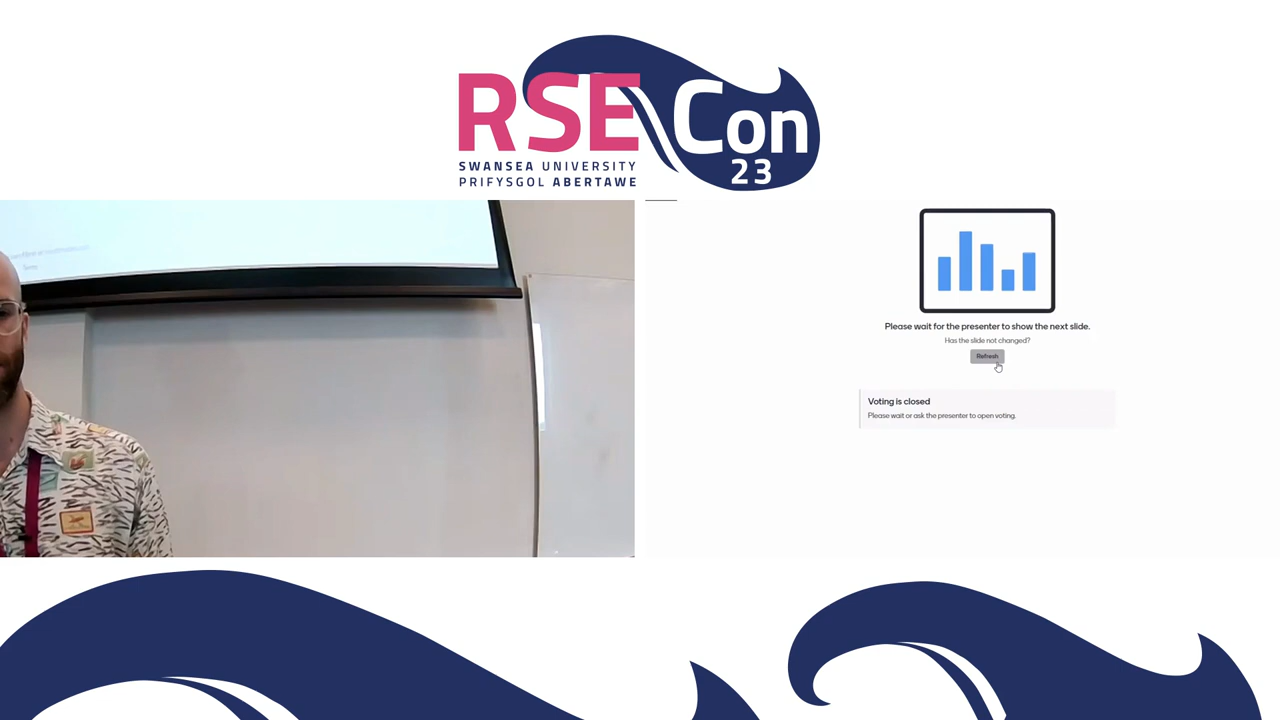 RSE Con
23
SWANSEA UNIVERSITY
PRIFYSGOL ABERTAWE
Please wait for the presenter to show the next slide.
Has the slide not changed?
Refresh
Voting is closed
Please wait or ask the presenter to open voting.